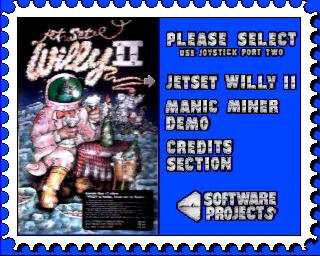 Jet Set
Willy II
PLEASE SELECT
USE JOYSTICK PORT TWO
JETSET WILLY II
MANIC MINER
DEMO
CREDITS
SECTION
SOFTWARE
PROJECTS